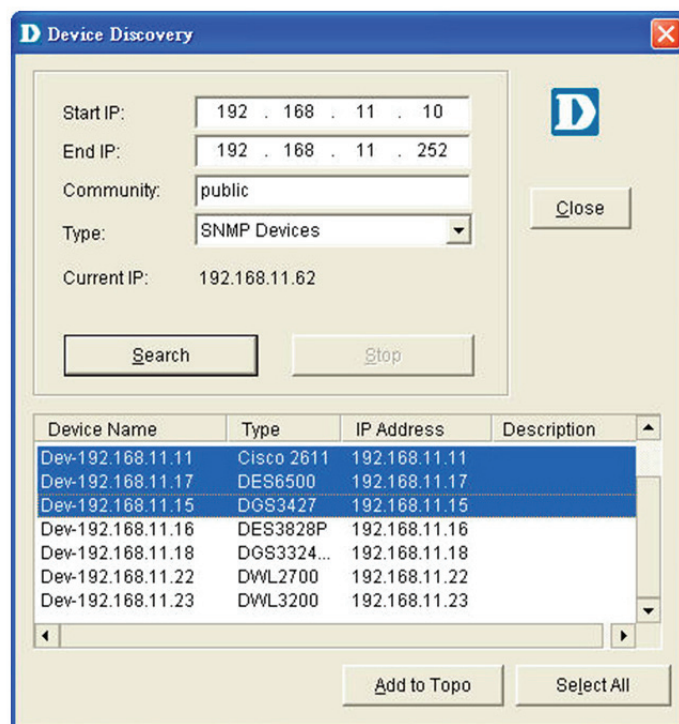 D Device Discovery
Start IP: 192 . 168 . 11 . 10
End IP: 192 . 168 . 11 . 252
Community: public
Type: SNMP Devices
Current IP: 192.168.11.62
D
Close
Search Stop
Device Name Type IP Address Description
Dev-192.168.11.11 Cisco 2611 192.168.11.11
Dev-192.168.11.17 DES6500 192.168.11.17
Dev-192.168.11.15 DGS3427 192.168.11.15
Dev-192.168.11.16 DES3828P 192.168.11.16
Dev-192.168.11.18 DGS3324... 192.168.11.18
Dev-192.168.11.22 DWL2700 192.168.11.22
Dev-192.168.11.23 DWL3200 192.168.11.23
Add to Topo Select All